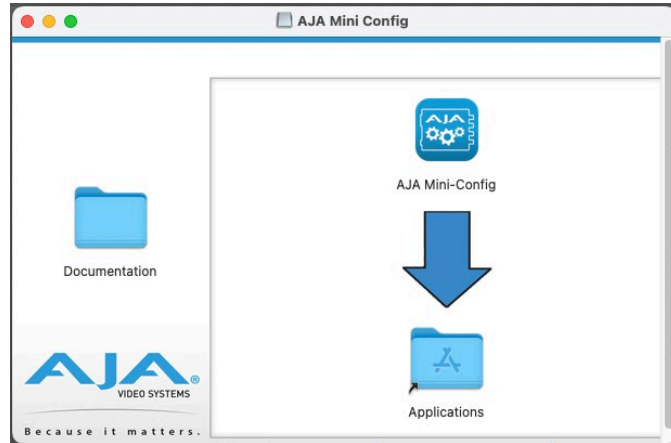 AJA Mini Config
AJA
AJA Mini-Config
Documentation
AJA®
VIDEO SYSTEMS
Because it matters.
Applications